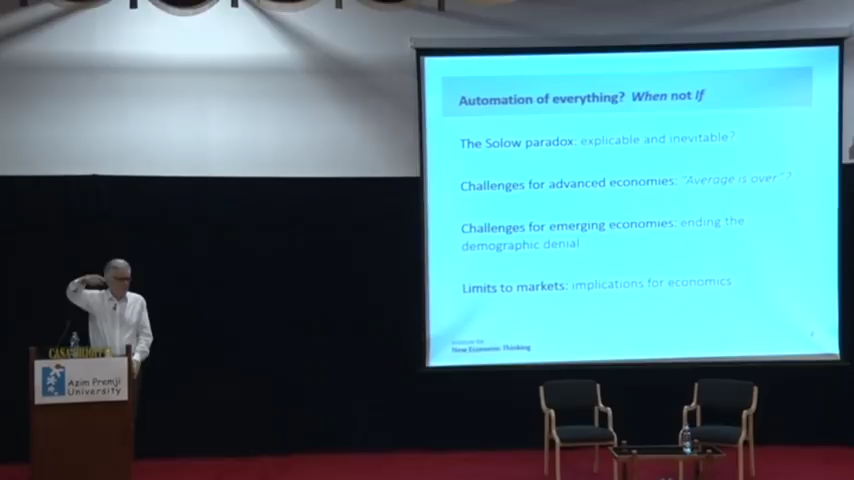 Automation of everything? When not If
The Solow paradox: explicable and inevitable?
Challenges for advanced economies: "Average is over"?
Challenges for emerging economies: ending the
demographic denial
Limits to markets: implications for economics
New Economic Thinking
Azim Premji
University